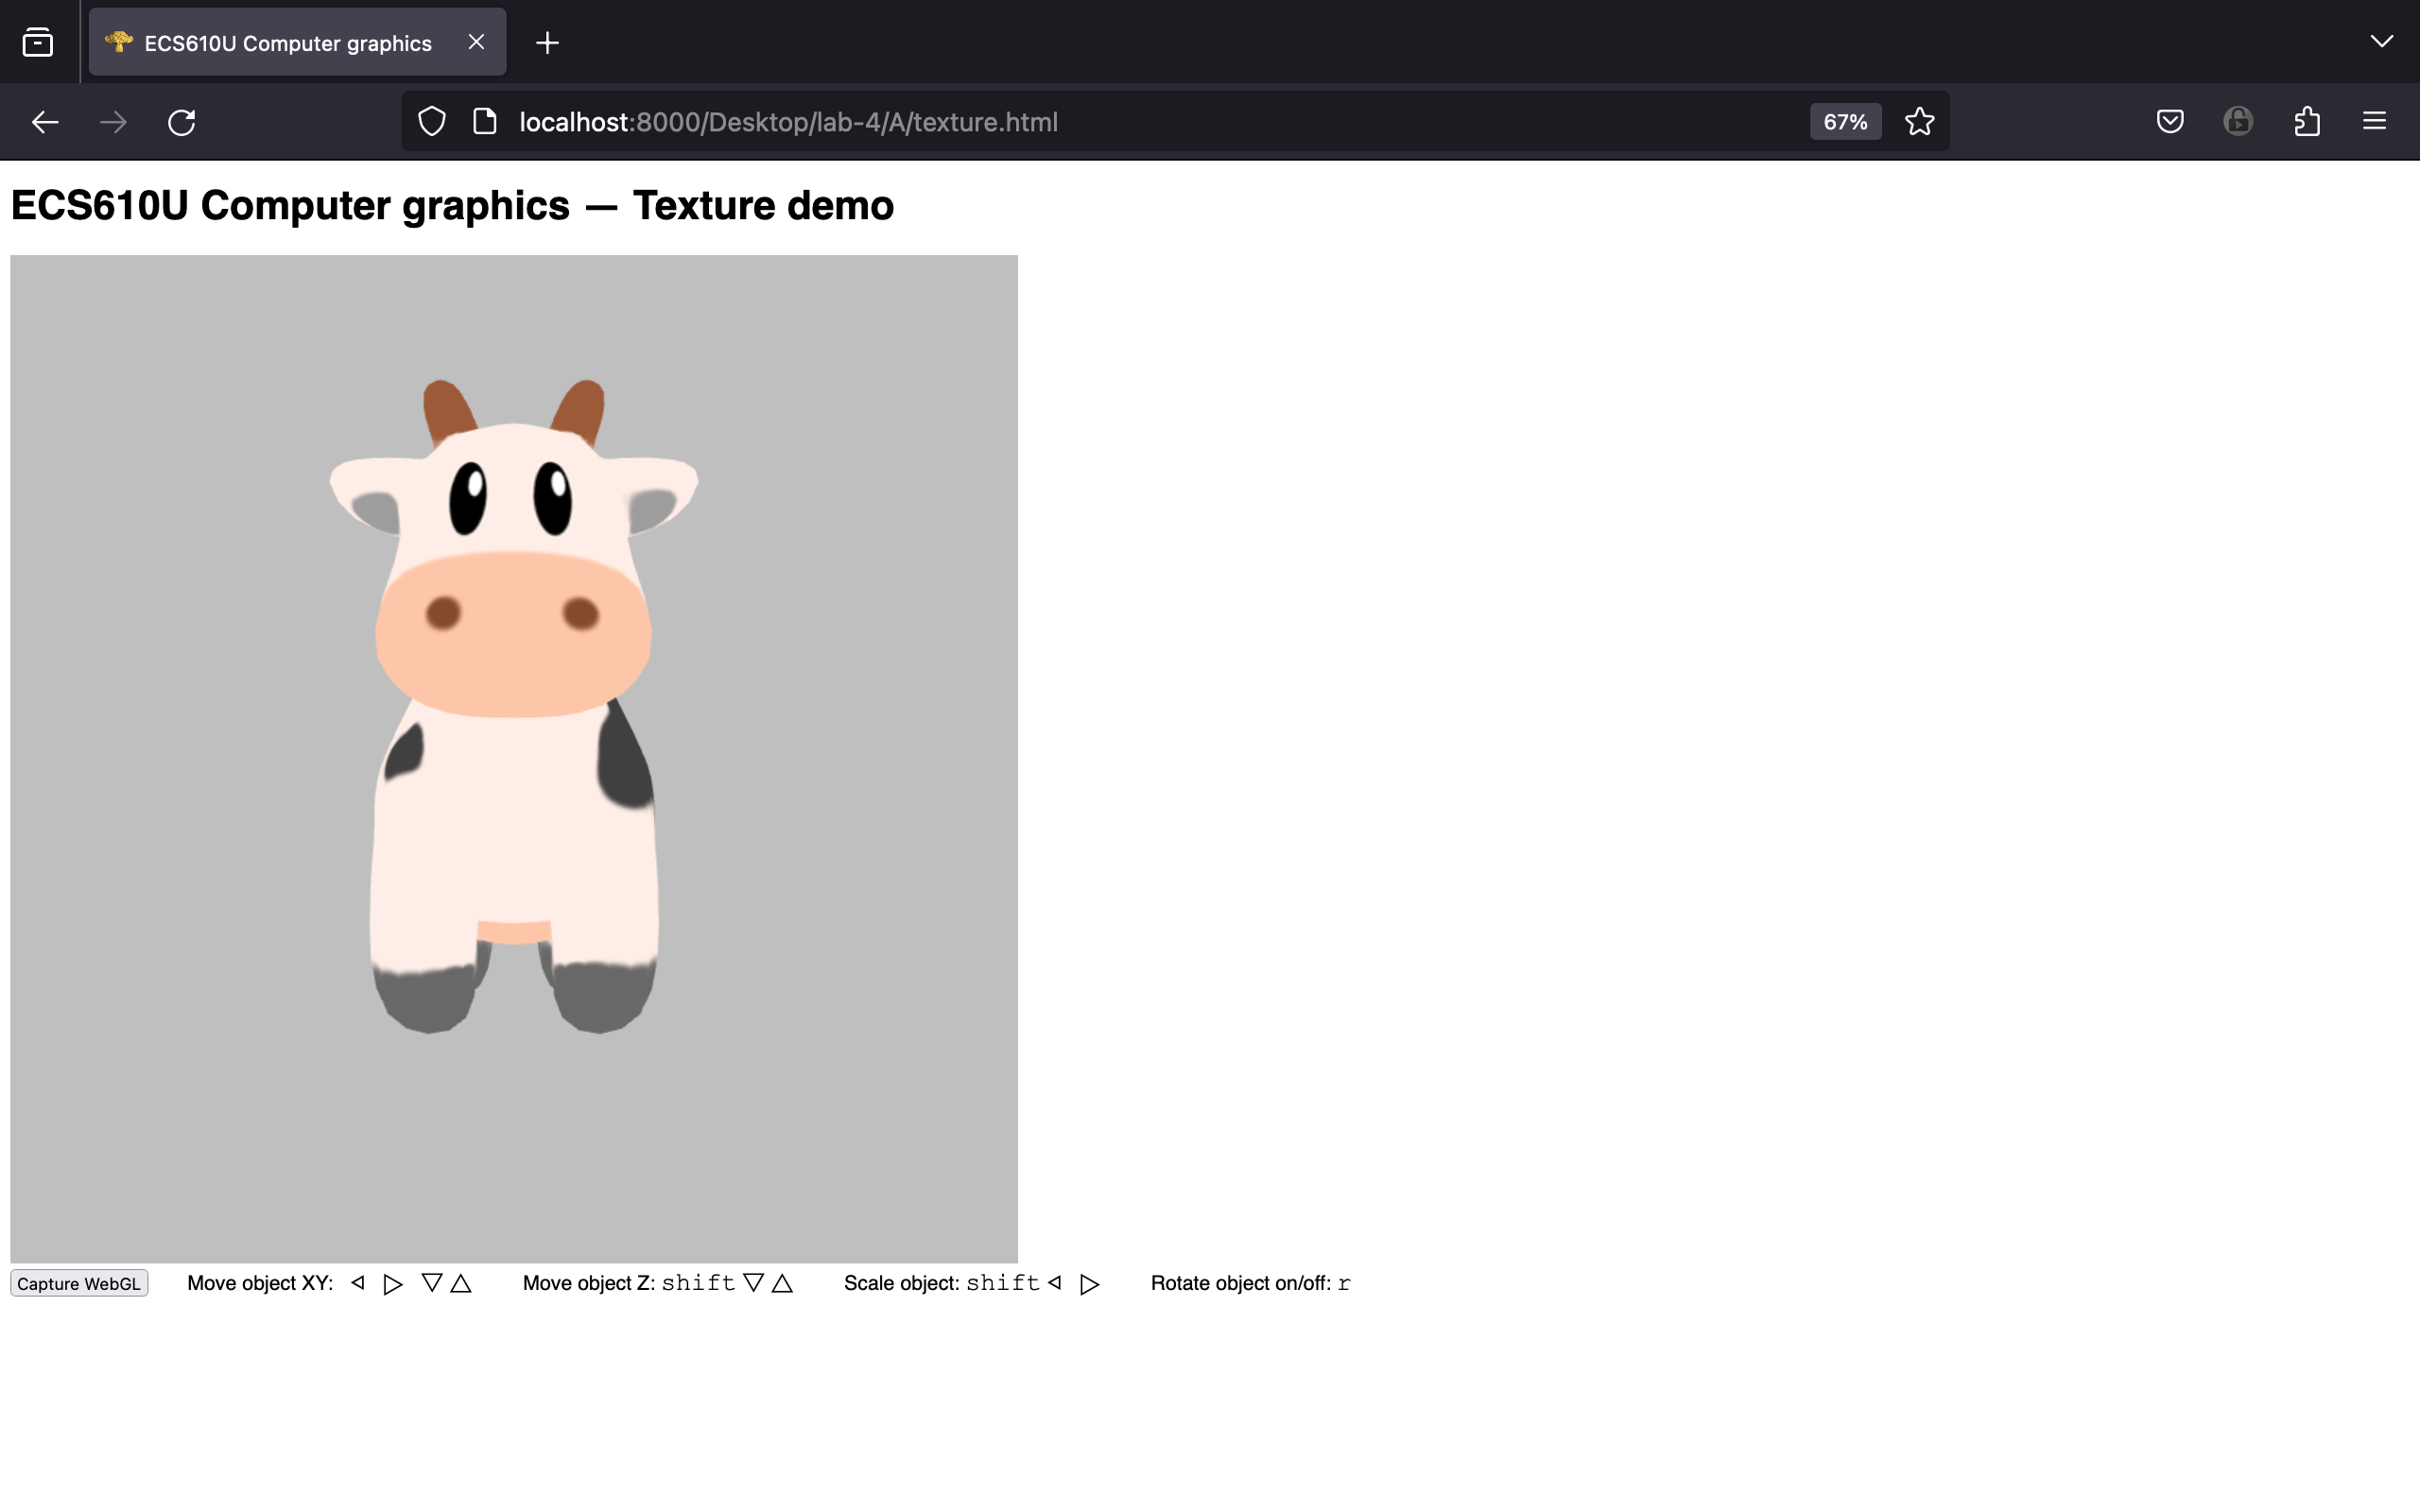 ECS610U Computer graphics
localhost:8000/Desktop/lab-4/A/texture.html 67%
ECS610U Computer graphics — Texture demo
Capture WebGL Move object XY: ◃ ▷ ▽ △ Move object Z: shift ▽ △ Scale object: shift ◃ ▷ Rotate object on/off: r